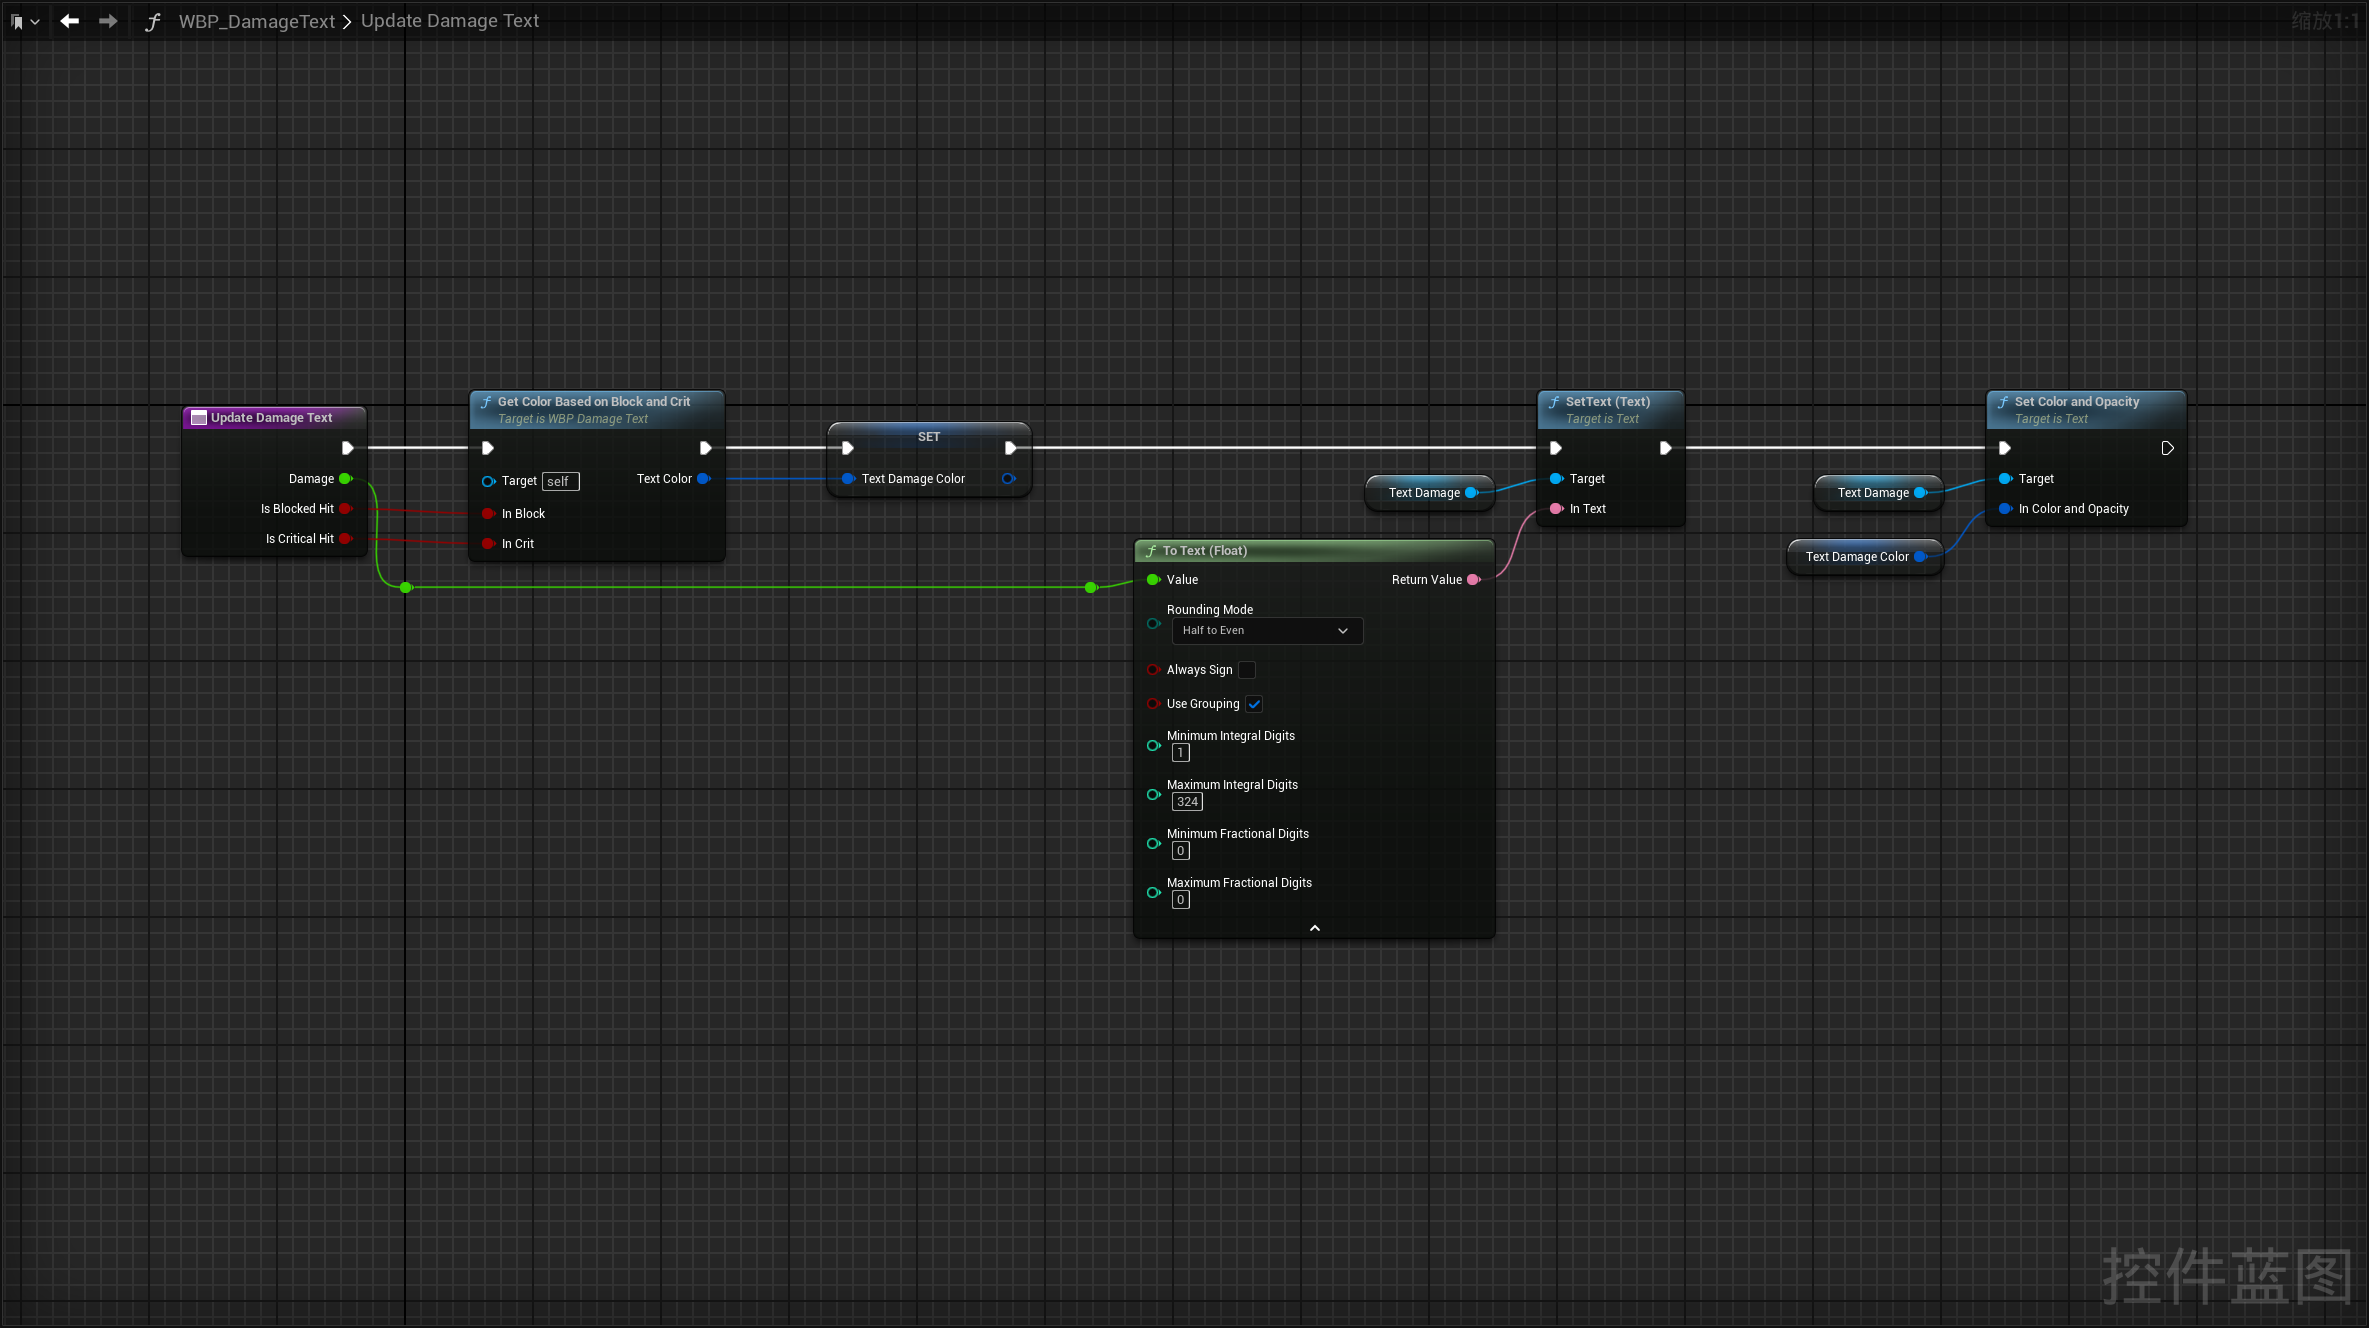 WBP_DamageText > Update Damage Text
缩放1:1
Update Damage Text
Damage
Is Blocked Hit
Is Critical Hit
Get Color Based on Block and Crit
Target is WBP Damage Text
Target self
Text Color
In Block
In Crit
SET
Text Damage Color
To Text (Float)
Value
Return Value
Rounding Mode
Half to Even
Always Sign
Use Grouping
Minimum Integral Digits
1
Maximum Integral Digits
324
Minimum Fractional Digits
0
Maximum Fractional Digits
0
Text Damage
SetText (Text)
Target is Text
Target
In Text
Text Damage
Text Damage Color
Set Color and Opacity
Target is Text
Target
In Color and Opacity
控件蓝图